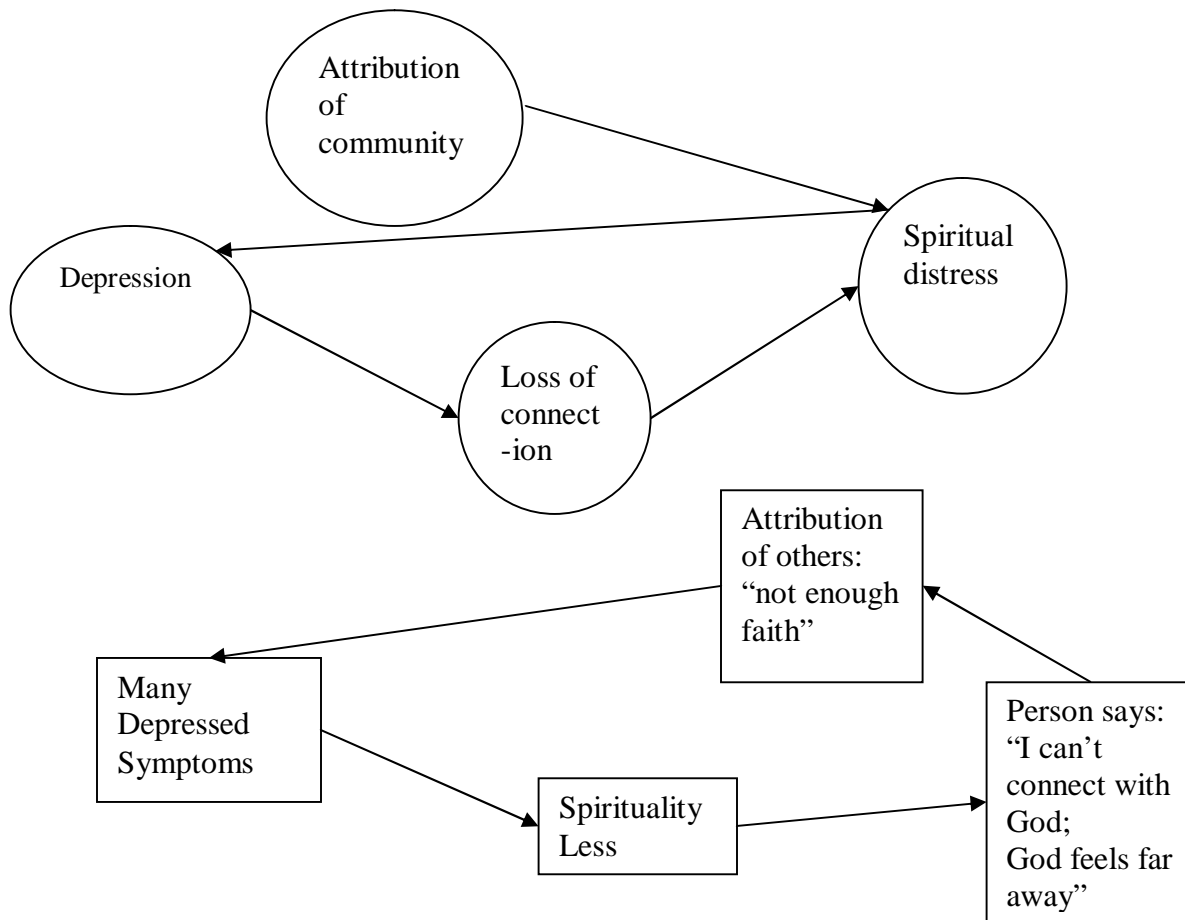 Attribution
of
community
Spiritual
distress
Depression
Loss of
connect
-ion
Attribution
of others:
“not enough
faith”
Many
Depressed
Symptoms
Person says:
“I can’t
connect with
God;
God feels far
away”
Spirituality
Less